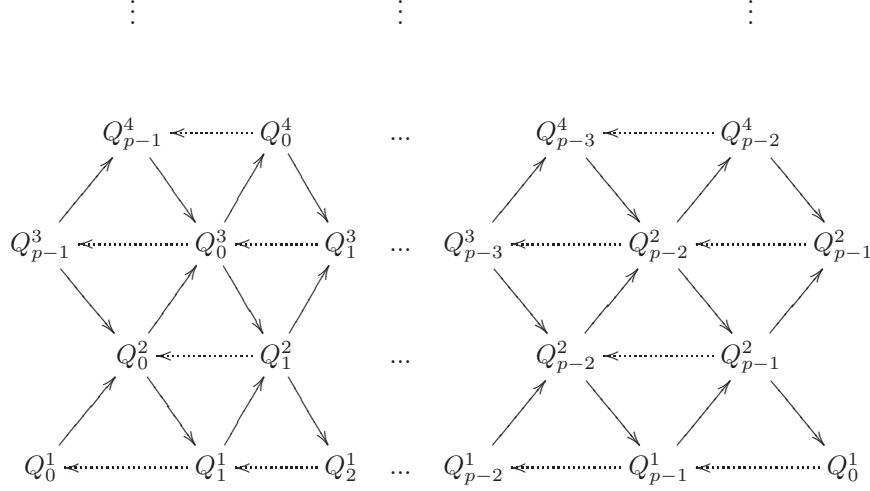 ⋮ ⋮ ⋮
Q^4_{p-1} Q^4_0 ... Q^4_{p-3} Q^4_{p-2}
Q^3_{p-1} Q^3_0 Q^3_1 ... Q^3_{p-3} Q^2_{p-2} Q^2_{p-1}
Q^2_0 Q^2_1 ... Q^2_{p-2} Q^2_{p-1}
Q^1_0 Q^1_1 Q^1_2 ... Q^1_{p-2} Q^1_{p-1} Q^1_0